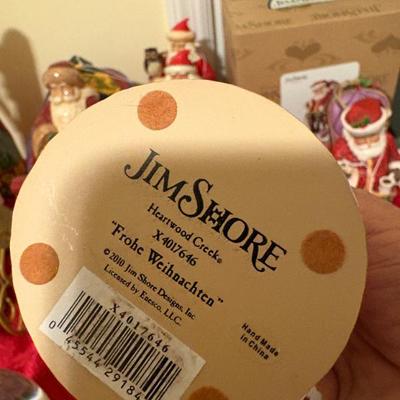 JIM SHORE
Heartwood Creek®
X4017646
"Frohe Weihnachten"
©2010 Jim Shore Designs, Inc
Licensed by Enesco, LLC.
Hand Made
in China
X4017646
0 45544 29184